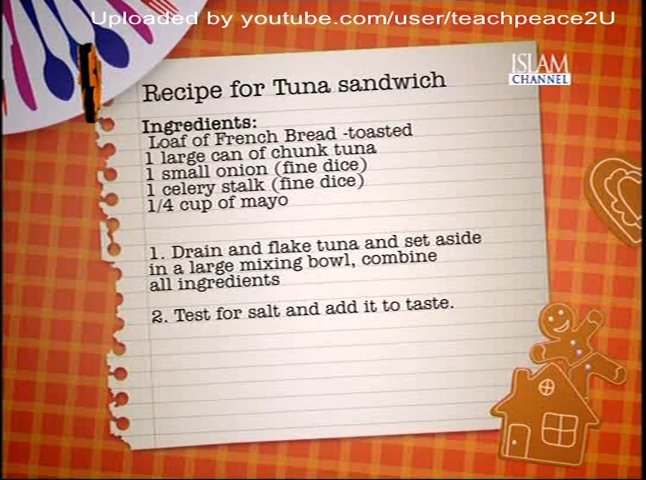 Uploaded by youtube.com/user/teachpeace2U
ISLAM
CHANNEL
Recipe for Tuna sandwich
Ingredients:
Loaf of French Bread -toasted
1 large can of chunk tuna
1 small onion (fine dice)
1 celery stalk (fine dice)
1/4 cup of mayo
1. Drain and flake tuna and set aside
in a large mixing bowl, combine
all ingredients
2. Test for salt and add it to taste.